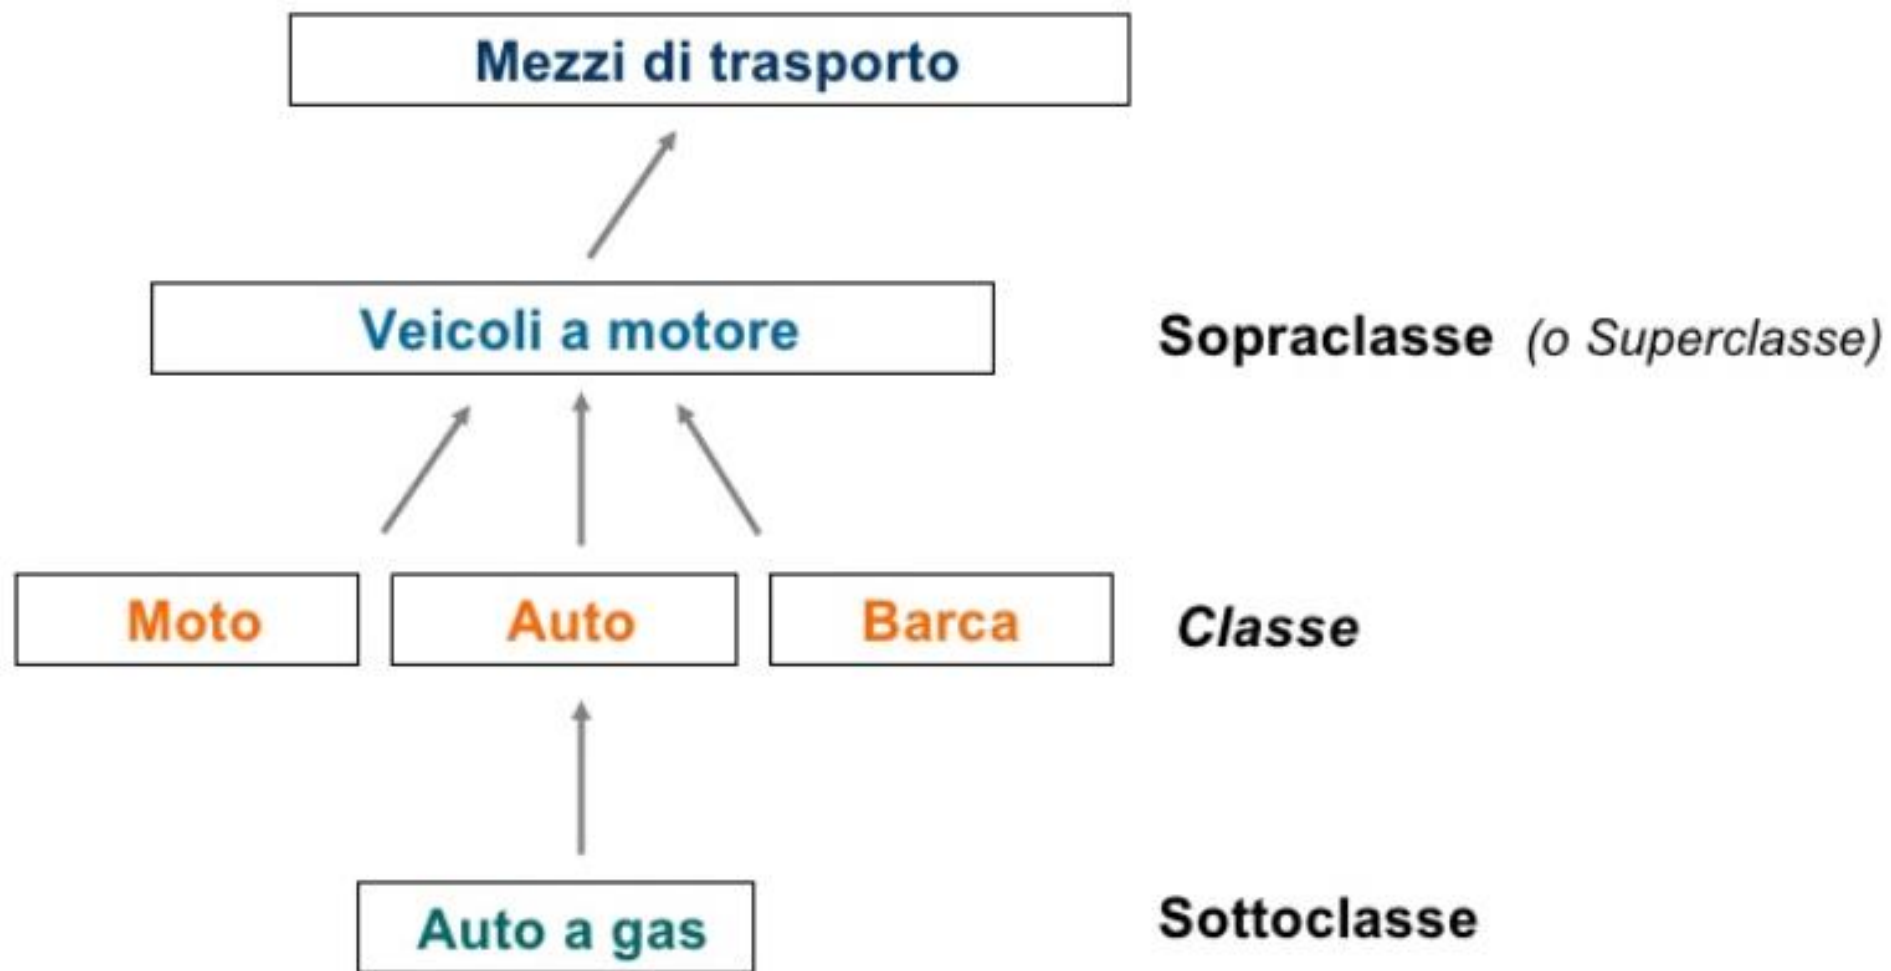 Mezzi di trasporto
Veicoli a motore
Sopraclasse (o Superclasse)
Moto
Auto
Barca
Classe
Auto a gas
Sottoclasse